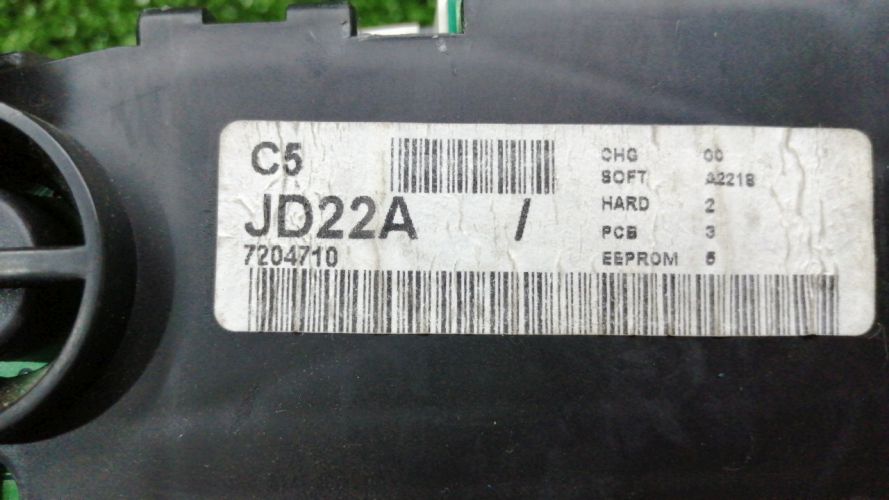 C5
JD22A /
7204710
CHG 00
SOFT A2218
HARD 2
PCB 3
EEPROM 5